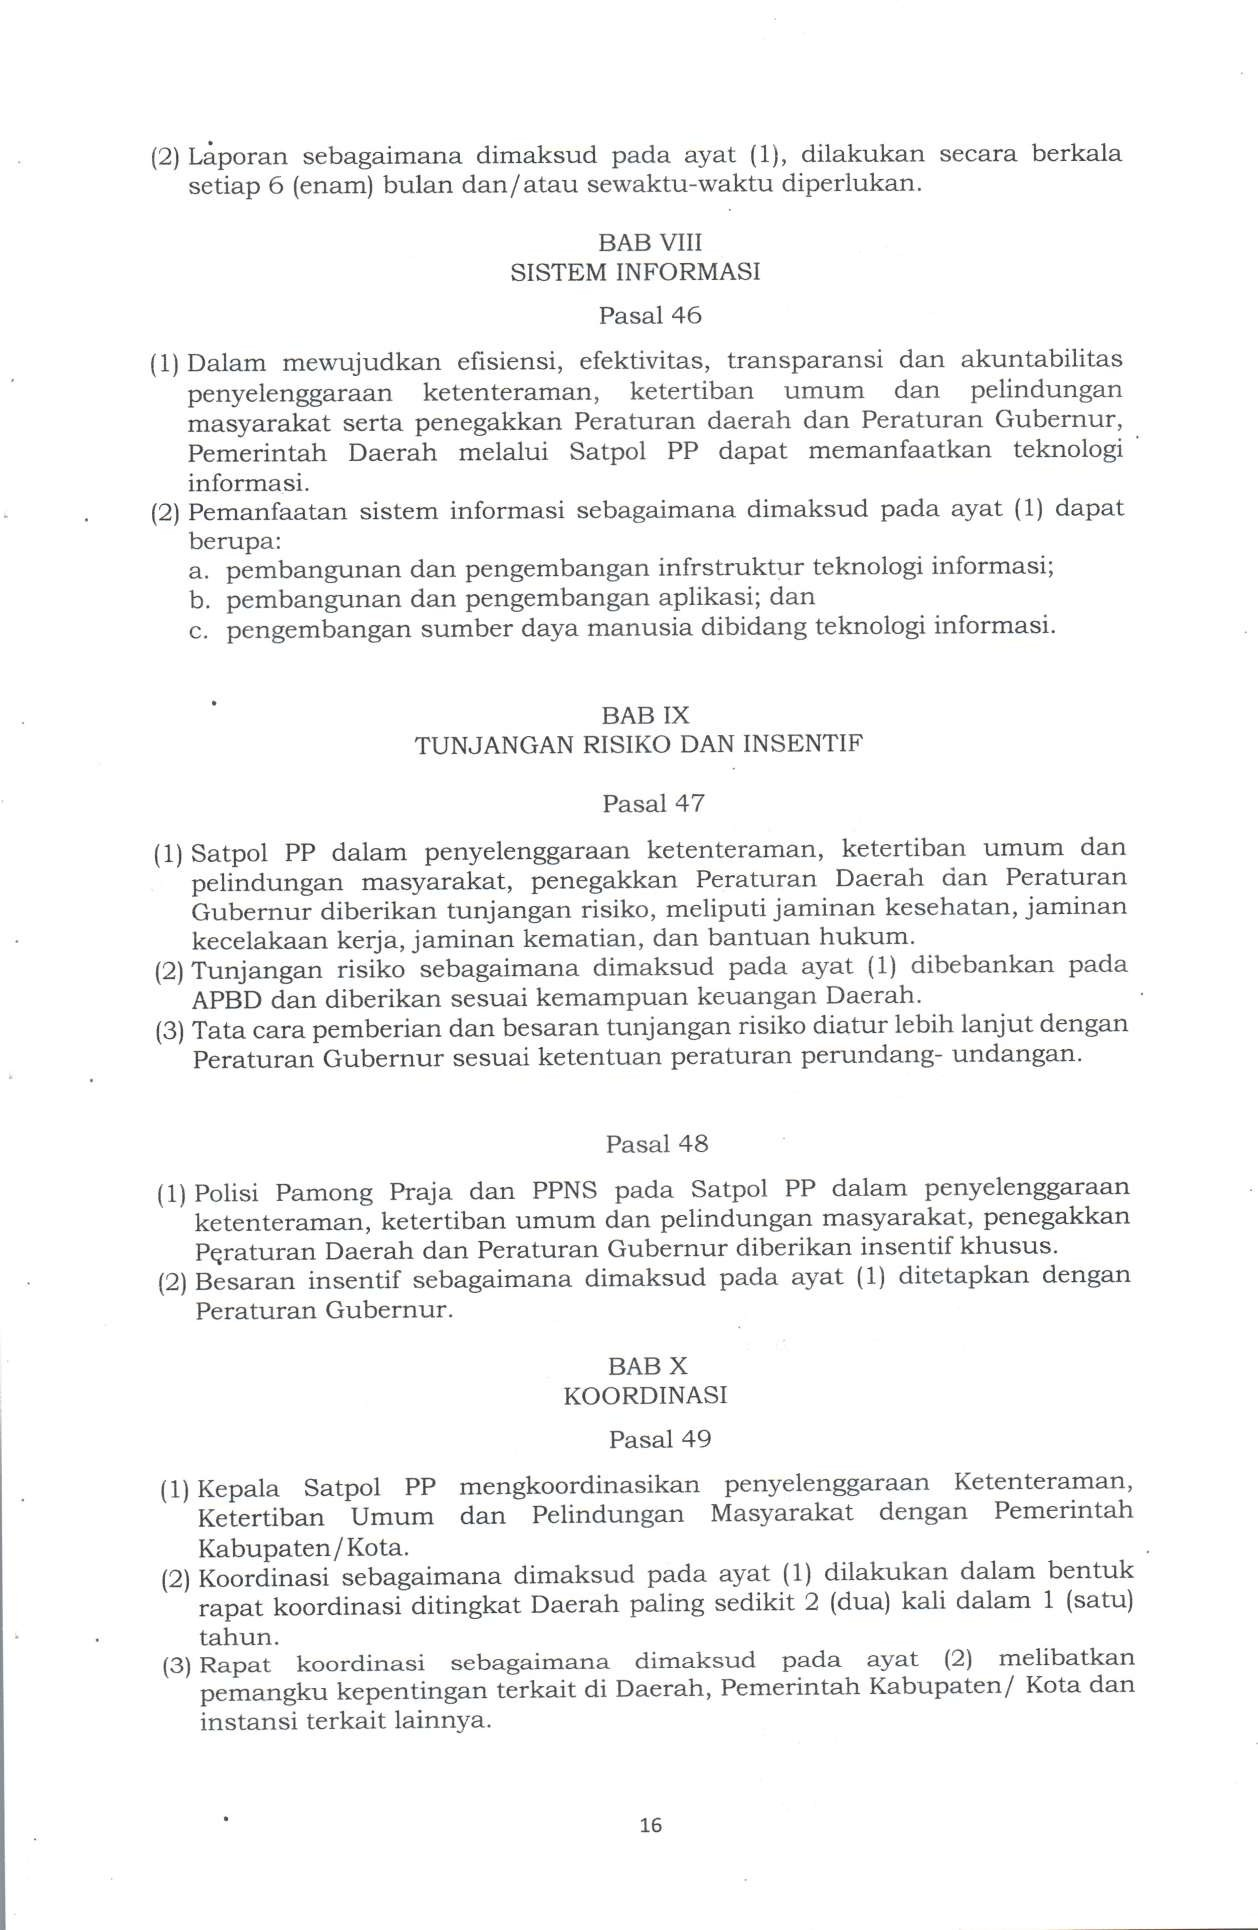 (2) Laporan sebagaimana dimaksud pada ayat (1), dilakukan secara berkala
setiap 6 (enam) bulan dan/atau sewaktu-waktu diperlukan.
BAB VIII
SISTEM INFORMASI
Pasal 46
(1) Dalam mewujudkan efisiensi, efektivitas, transparansi dan akuntabilitas
penyelenggaraan ketenteraman, ketertiban umum dan pelindungan
masyarakat serta penegakkan Peraturan daerah dan Peraturan Gubernur,
Pemerintah Daerah melalui Satpol PP dapat memanfaatkan teknologi
informasi.
(2) Pemanfaatan sistem informasi sebagaimana dimaksud pada ayat (1) dapat
berupa:
a. pembangunan dan pengembangan infrstruktur teknologi informasi;
b. pembangunan dan pengembangan aplikasi; dan
c. pengembangan sumber daya manusia dibidang teknologi informasi.
BAB IX
TUNJANGAN RISIKO DAN INSENTIF
Pasal 47
(1) Satpol PP dalam penyelenggaraan ketenteraman, ketertiban umum dan
pelindungan masyarakat, penegakkan Peraturan Daerah dan Peraturan
Gubernur diberikan tunjangan risiko, meliputi jaminan kesehatan, jaminan
kecelakaan kerja, jaminan kematian, dan bantuan hukum.
(2) Tunjangan risiko sebagaimana dimaksud pada ayat (1) dibebankan pada
APBD dan diberikan sesuai kemampuan keuangan Daerah.
(3) Tata cara pemberian dan besaran tunjangan risiko diatur lebih lanjut dengan
Peraturan Gubernur sesuai ketentuan peraturan perundang- undangan.
Pasal 48
(1) Polisi Pamong Praja dan PPNS pada Satpol PP dalam penyelenggaraan
ketenteraman, ketertiban umum dan pelindungan masyarakat, penegakkan
Peraturan Daerah dan Peraturan Gubernur diberikan insentif khusus.
(2) Besaran insentif sebagaimana dimaksud pada ayat (1) ditetapkan dengan
Peraturan Gubernur.
BAB X
KOORDINASI
Pasal 49
(1) Kepala Satpol PP mengkoordinasikan penyelenggaraan Ketenteraman,
Ketertiban Umum dan Pelindungan Masyarakat dengan Pemerintah
Kabupaten/Kota.
(2) Koordinasi sebagaimana dimaksud pada ayat (1) dilakukan dalam bentuk
rapat koordinasi ditingkat Daerah paling sedikit 2 (dua) kali dalam 1 (satu)
tahun.
(3) Rapat koordinasi sebagaimana dimaksud pada ayat (2) melibatkan
pemangku kepentingan terkait di Daerah, Pemerintah Kabupaten/ Kota dan
instansi terkait lainnya.
16